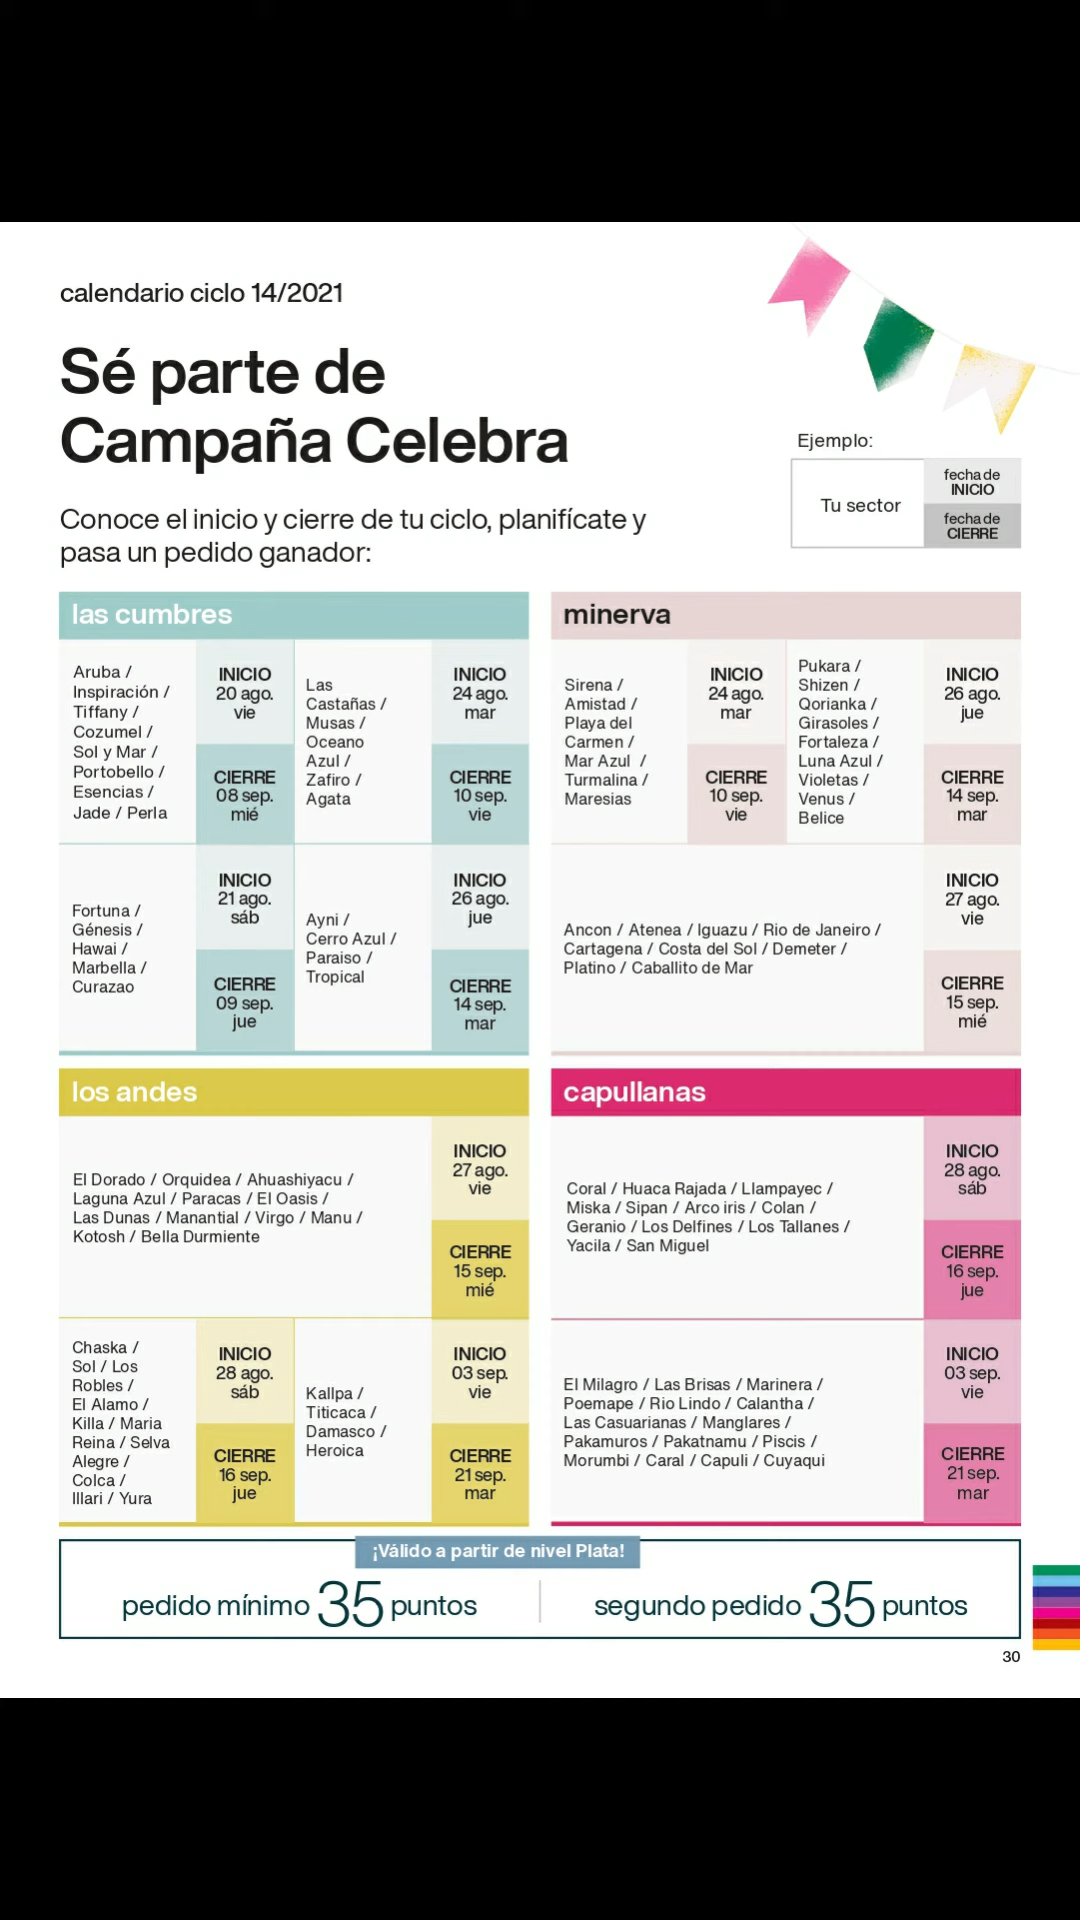 calendario ciclo 14/2021
Sé parte de
Campaña Celebra
Conoce el inicio y cierre de tu ciclo, planifícate y
pasa un pedido ganador:
Ejemplo:
Tu sector
fecha de
INICIO
fecha de
CIERRE
las cumbres
Aruba /
Inspiración /
Tiffany /
Cozumel /
Sol y Mar /
Portobello /
Esencias /
Jade / Perla
INICIO
20 ago.
vie
CIERRE
08 sep.
mié
Las
Castañas /
Musas /
Oceano
Azul /
Zafiro /
Agata
INICIO
24 ago.
mar
CIERRE
10 sep.
vie
Fortuna /
Génesis /
Hawai /
Marbella /
Curazao
INICIO
21 ago.
sáb
CIERRE
09 sep.
jue
Ayni /
Cerro Azul /
Paraiso /
Tropical
INICIO
26 ago.
jue
CIERRE
14 sep.
mar
minerva
Sirena /
Amistad /
Playa del
Carmen /
Mar Azul /
Turmalina /
Maresias
INICIO
24 ago.
mar
CIERRE
10 sep.
vie
Pukara /
Shizen /
Qorianka /
Girasoles /
Fortaleza /
Luna Azul /
Violetas /
Venus /
Belice
INICIO
26 ago.
jue
CIERRE
14 sep.
mar
Ancon / Atenea / Iguazu / Rio de Janeiro /
Cartagena / Costa del Sol / Demeter /
Platino / Caballito de Mar
INICIO
27 ago.
vie
CIERRE
15 sep.
mié
los andes
El Dorado / Orquidea / Ahuashiyacu /
Laguna Azul / Paracas / El Oasis /
Las Dunas / Manantial / Virgo / Manu /
Kotosh / Bella Durmiente
INICIO
27 ago.
vie
CIERRE
15 sep.
mié
Chaska /
Sol / Los
Robles /
El Alamo /
Killa / Maria
Reina / Selva
Alegre /
Colca /
Illari / Yura
INICIO
28 ago.
sáb
CIERRE
16 sep.
jue
Kallpa /
Titicaca /
Damasco /
Heroica
INICIO
03 sep.
vie
CIERRE
21 sep.
mar
capullanas
Coral / Huaca Rajada / Llampayec /
Miska / Sipan / Arco iris / Colan /
Geranio / Los Delfines / Los Tallanes /
Yacila / San Miguel
INICIO
28 ago.
sáb
CIERRE
16 sep.
jue
El Milagro / Las Brisas / Marinera /
Poemape / Rio Lindo / Calantha /
Las Casuarianas / Manglares /
Pakamuros / Pakatnamu / Piscis /
Morumbi / Caral / Capuli / Cuyaqui
INICIO
03 sep.
vie
CIERRE
21 sep.
mar
¡Válido a partir de nivel Plata!
pedido mínimo 35 puntos
segundo pedido 35 puntos
30